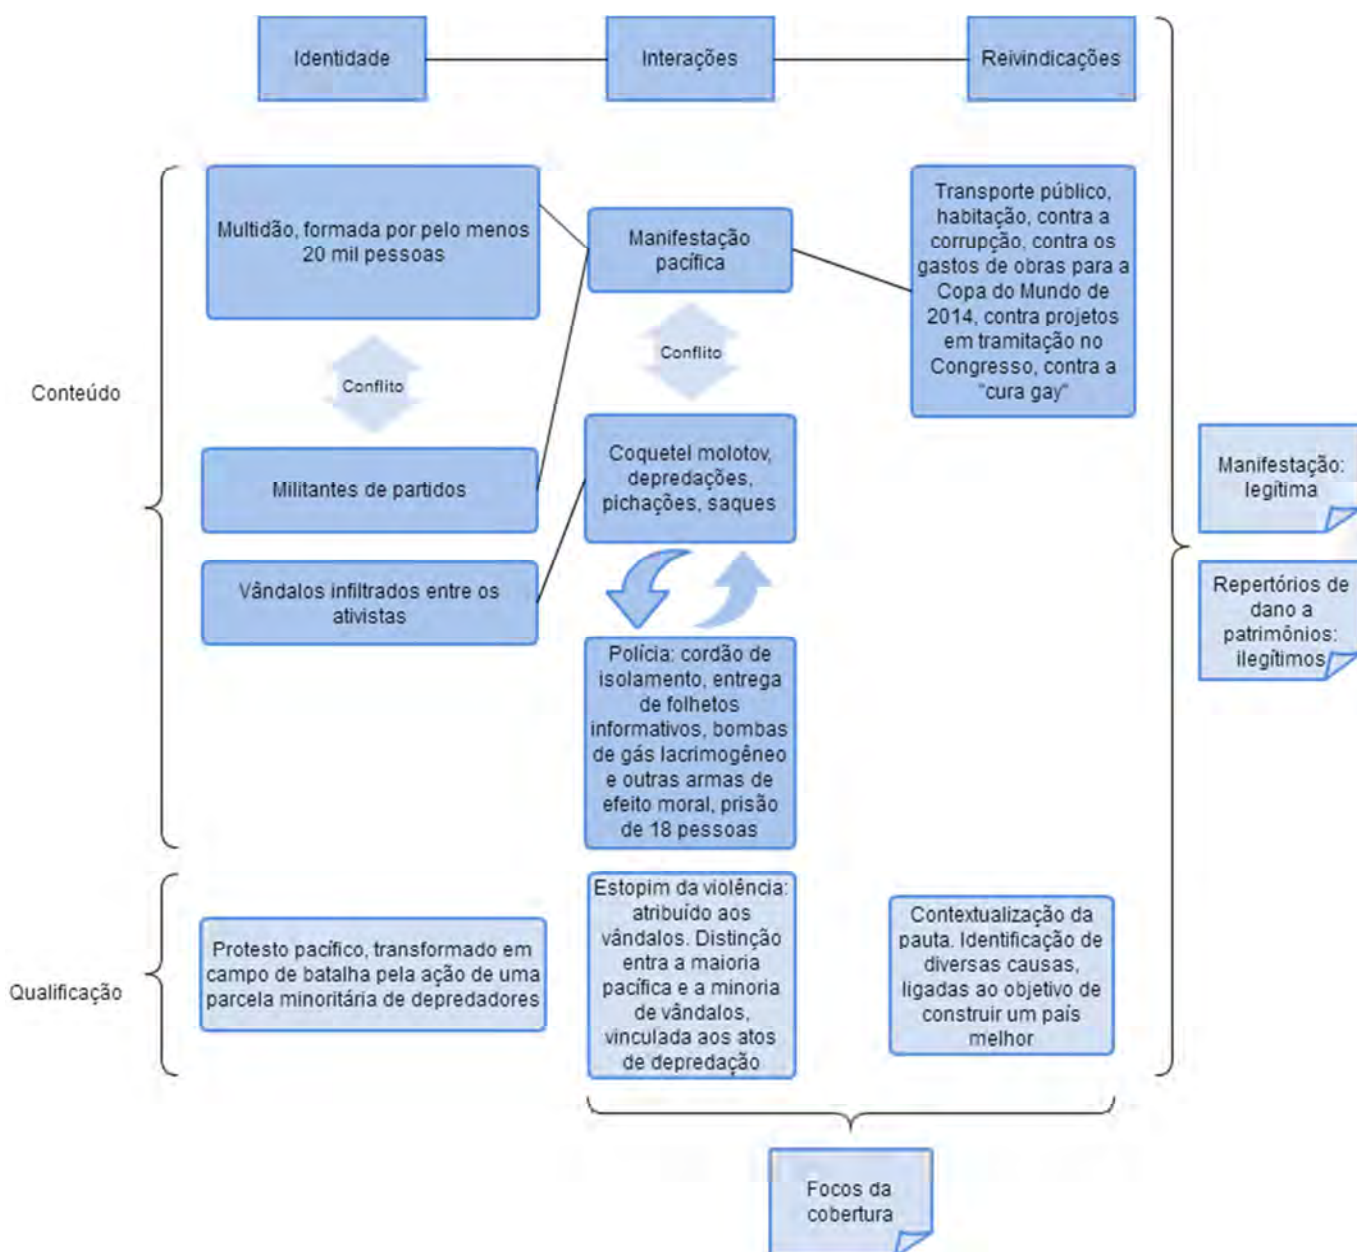 Identidade
Interações
Reivindicações
Conteúdo
Multidão, formada por pelo menos
20 mil pessoas
Conflito
Militantes de partidos
Vândalos infiltrados entre os
ativistas
Manifestação
pacífica
Conflito
Coquetel molotov,
depredações,
pichações, saques
Polícia: cordão de
isolamento, entrega
de folhetos
informativos, bombas
de gás lacrimogêneo
e outras armas de
efeito moral, prisão
de 18 pessoas
Transporte público,
habitação, contra a
corrupção, contra os
gastos de obras para a
Copa do Mundo de
2014, contra projetos
em tramitação no
Congresso, contra a
"cura gay"
Manifestação:
legítima
Repertórios de
dano a
patrimônios:
ilegítimos
Qualificação
Protesto pacífico, transformado em
campo de batalha pela ação de uma
parcela minoritária de depredadores
Estopim da violência:
atribuído aos
vândalos. Distinção
entra a maioria
pacífica e a minoria
de vândalos,
vinculada aos atos
de depredação
Contextualização da
pauta. Identificação de
diversas causas,
ligadas ao objetivo de
construir um país
melhor
Focos da
cobertura